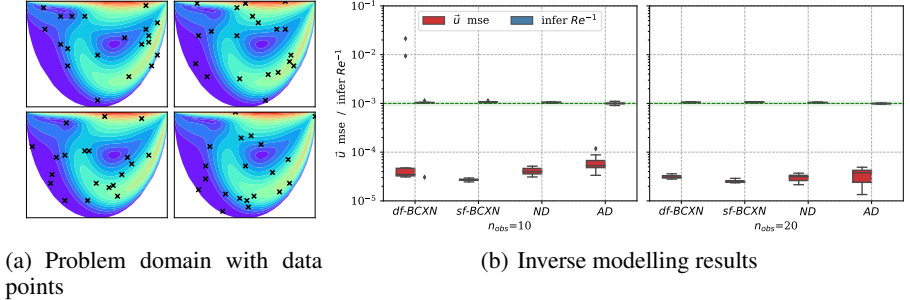 10⁻¹
10⁻²
10⁻³
10⁻⁴
10⁻⁵
u⃗ mse / infer Re⁻¹
u⃗ mse
infer Re⁻¹
df-BCXN sf-BCXN ND AD
n_obs=10
df-BCXN sf-BCXN ND AD
n_obs=20
(a) Problem domain with data
points
(b) Inverse modelling results